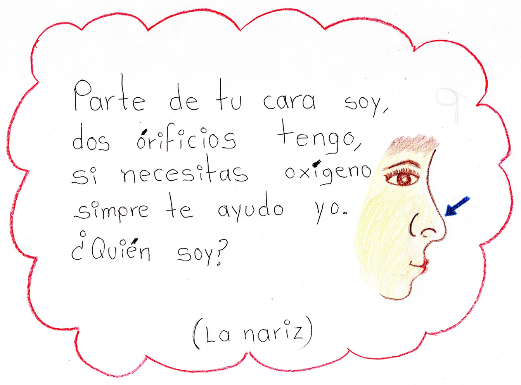 Parte de tu cara soy,
dos órificios tengo,
si necesitas oxígeno
simpre te ayudo yo.
¿Quién soy?
(La nariz)
9